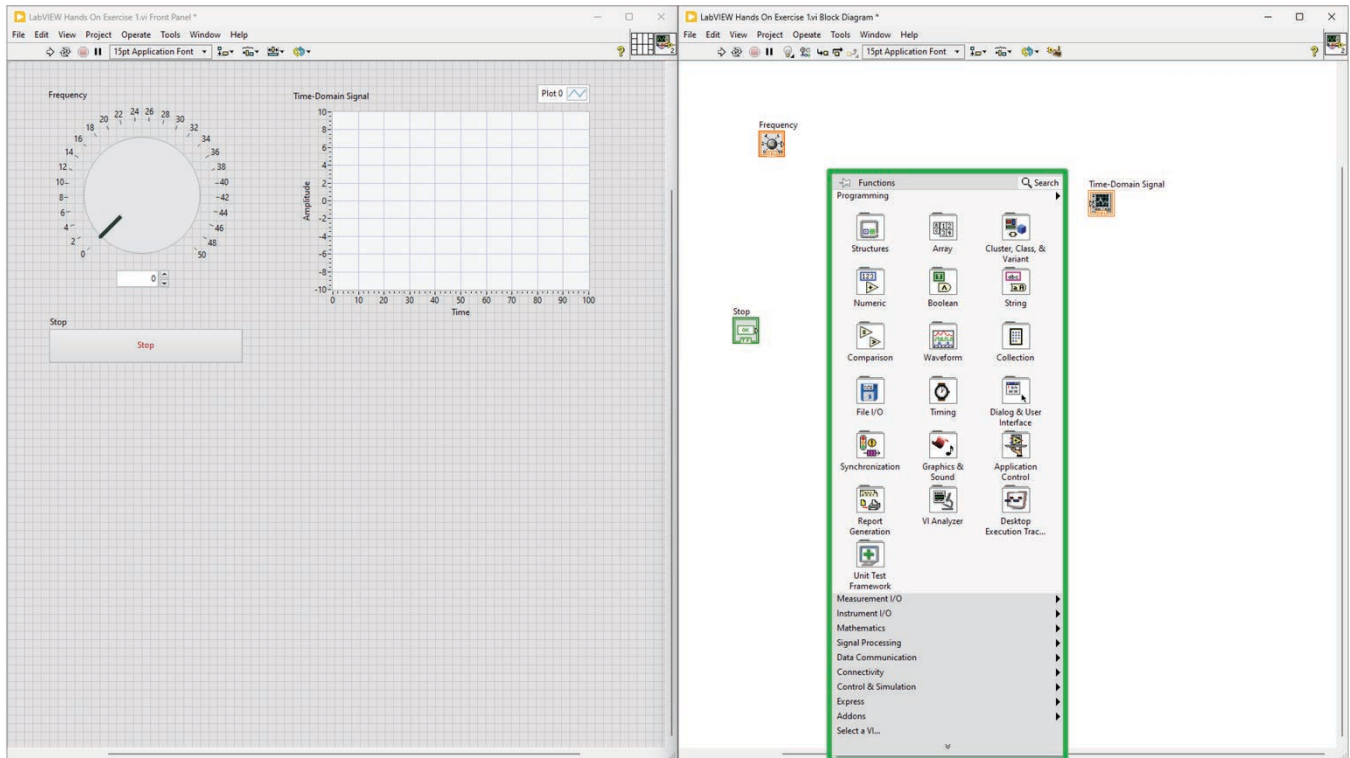 LabVIEW Hands On Exercise 1.vi Front Panel *
File Edit View Project Operate Tools Window Help
15pt Application Font
?
2
Frequency
0
2
4
6
8
10
12
14
16
18
20
22
24
26
28
30
32
34
36
38
40
42
44
46
48
50
0
Time-Domain Signal
Plot 0
Amplitude
10
8
6
4
2
0
-2
-4
-6
-8
-10
0 10 20 30 40 50 60 70 80 90 100
Time
Stop
Stop
LabVIEW Hands On Exercise 1.vi Block Diagram *
File Edit View Project Operate Tools Window Help
15pt Application Font
?
2
Frequency
Stop
OK
TF
Time-Domain Signal
Functions
Search
Programming
Structures
Array
Cluster, Class, &
Variant
123
Numeric
Boolean
abc
String
Comparison
Waveform
Collection
File I/O
Timing
Dialog & User
Interface
Synchronization
Graphics &
Sound
Application
Control
Report
Generation
VI Analyzer
Desktop
Execution Trac...
Unit Test
Framework
Measurement I/O
Instrument I/O
Mathematics
Signal Processing
Data Communication
Connectivity
Control & Simulation
Express
Addons
Select a VI...